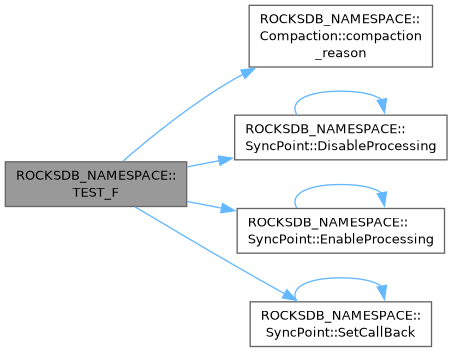 ROCKSDB_NAMESPACE::
Compaction::compaction
_reason
ROCKSDB_NAMESPACE::
SyncPoint::DisableProcessing
ROCKSDB_NAMESPACE::
TEST_F
ROCKSDB_NAMESPACE::
SyncPoint::EnableProcessing
ROCKSDB_NAMESPACE::
SyncPoint::SetCallBack